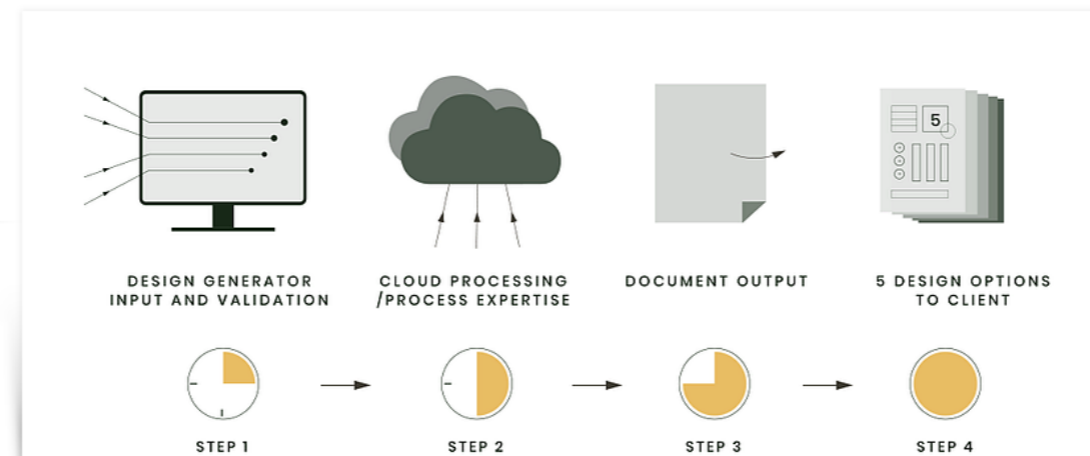 5
DESIGN GENERATOR
INPUT AND VALIDATION
CLOUD PROCESSING
/PROCESS EXPERTISE
DOCUMENT OUTPUT
5 DESIGN OPTIONS
TO CLIENT
STEP 1
STEP 2
STEP 3
STEP 4